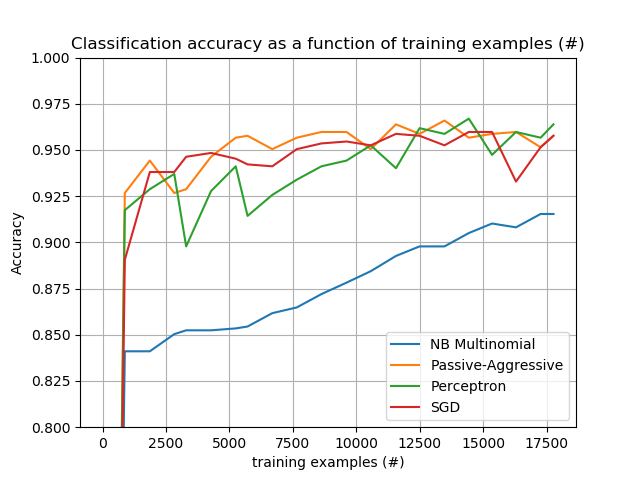 Classification accuracy as a function of training examples (#)
1.000
0.975
0.950
0.925
0.900
0.875
0.850
0.825
0.800
Accuracy
NB Multinomial
Passive-Aggressive
Perceptron
SGD
0 2500 5000 7500 10000 12500 15000 17500
training examples (#)